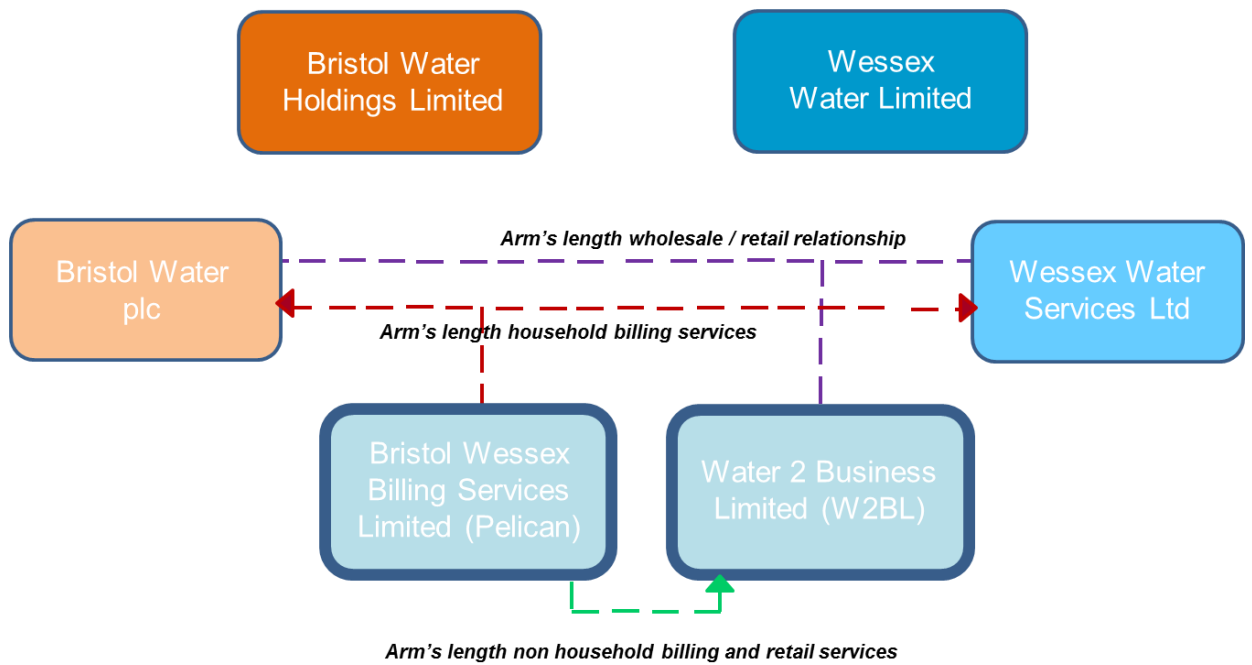 Bristol Water
Holdings Limited
Wessex
Water Limited
Arm's length wholesale / retail relationship
Bristol Water
plc
Wessex Water
Services Ltd
Arm's length household billing services
Bristol Wessex
Billing Services
Limited (Pelican)
Water 2 Business
Limited (W2BL)
Arm's length non household billing and retail services